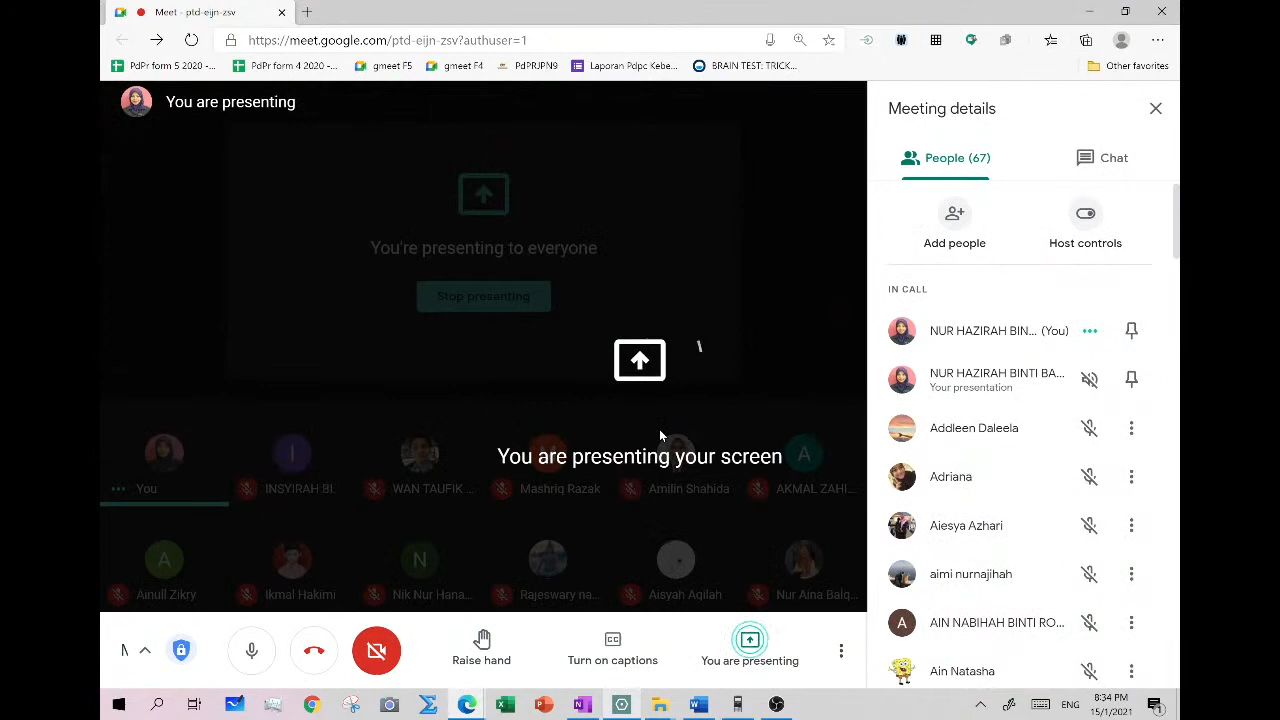 Meet - ptd-eijn-zsv
https://meet.google.com/ptd-eijn-zsv?authuser=1
PdPr form 5 2020 -...
PdPr form 4 2020 -...
gmeet F5
gmeet F4
PdPRJPN9
Laporan Pdpc Kebe...
BRAIN TEST: TRICK...
Other favorites
You are presenting
Meeting details
People (67)
Chat
Add people
Host controls
You're presenting to everyone
Stop presenting
IN CALL
NUR HAZIRAH BIN... (You)
NUR HAZIRAH BINTI BA...
Your presentation
Addleen Daleela
Adriana
Aiesya Azhari
aimi nurnajihah
A
AIN NABIHAH BINTI RO...
Ain Natasha
You are presenting your screen
I
A
You
INSYIRAH BI...
WAN TAUFIK ...
Mashriq Razak
Amilin Shahida
AKMAL ZAHI...
A
N
Ainull Zikry
Ikmal Hakimi
Nik Nur Hana...
Rajeswary na...
Aisyah Aqilah
Nur Aina Balq...
Raise hand
Turn on captions
You are presenting
8:34 PM
15/1/2021